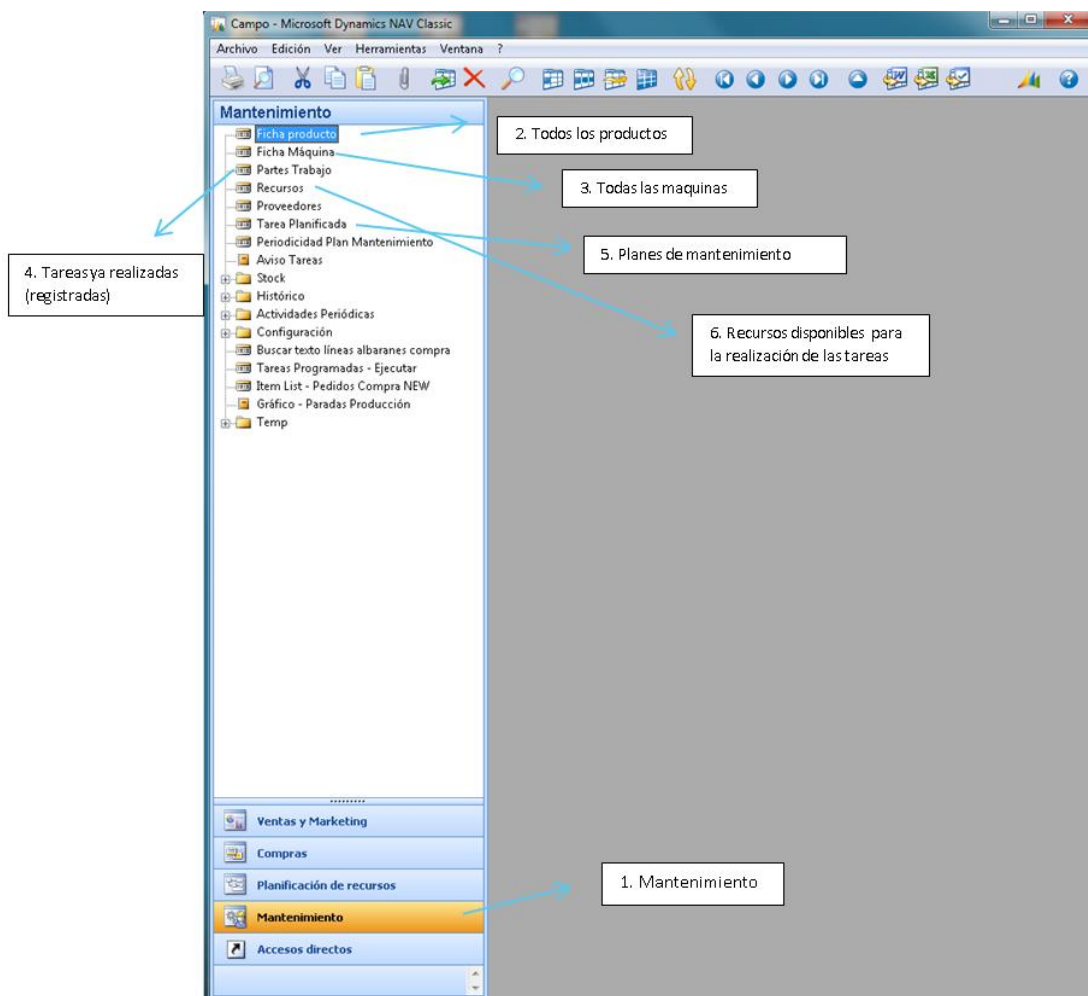 Campo - Microsoft Dynamics NAV Classic
Archivo Edición Ver Herramientas Ventana ?
Mantenimiento
Ficha producto
Ficha Máquina
Partes Trabajo
Recursos
Proveedores
Tarea Planificada
Periodicidad Plan Mantenimiento
Aviso Tareas
Stock
Histórico
Actividades Periódicas
Configuración
Buscar texto líneas albaranes compra
Tareas Programadas - Ejecutar
Item List - Pedidos Compra NEW
Gráfico - Paradas Producción
Temp
2. Todos los productos
3. Todas las maquinas
4. Tareas ya realizadas
(registradas)
5. Planes de mantenimiento
6. Recursos disponibles para
la realización de las tareas
Ventas y Marketing
Compras
Planificación de recursos
Mantenimiento
Accesos directos
1. Mantenimiento